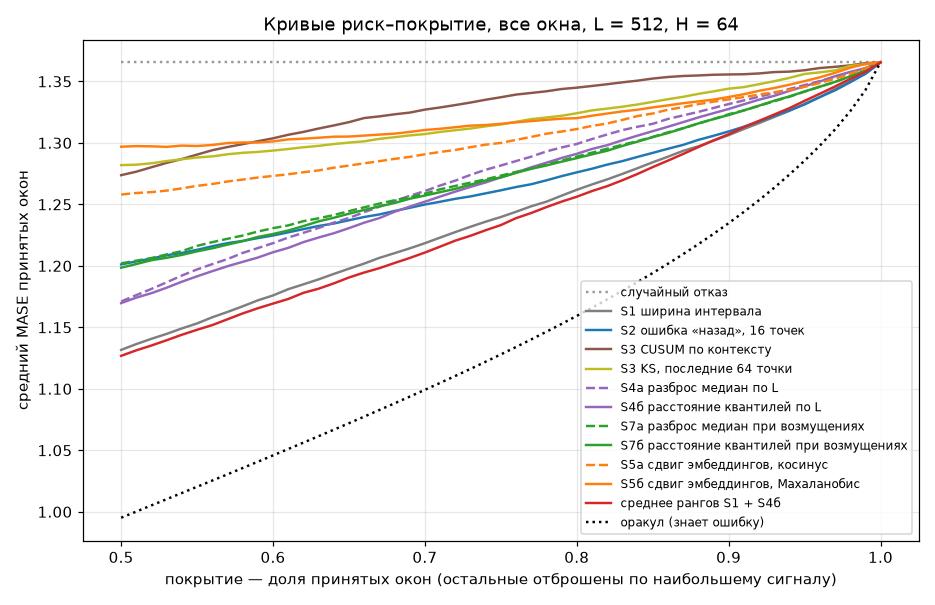 Кривые риск–покрытие, все окна, L = 512, H = 64
средний MASE принятых окон
1.35
1.30
1.25
1.20
1.15
1.10
1.05
1.00
случайный отказ
S1 ширина интервала
S2 ошибка «назад», 16 точек
S3 CUSUM по контексту
S3 KS, последние 64 точки
S4а разброс медиан по L
S4б расстояние квантилей по L
S7а разброс медиан при возмущениях
S7б расстояние квантилей при возмущениях
S5а сдвиг эмбеддингов, косинус
S5б сдвиг эмбеддингов, Махаланобис
среднее рангов S1 + S4б
оракул (знает ошибку)
0.5 0.6 0.7 0.8 0.9 1.0
покрытие — доля принятых окон (остальные отброшены по наибольшему сигналу)